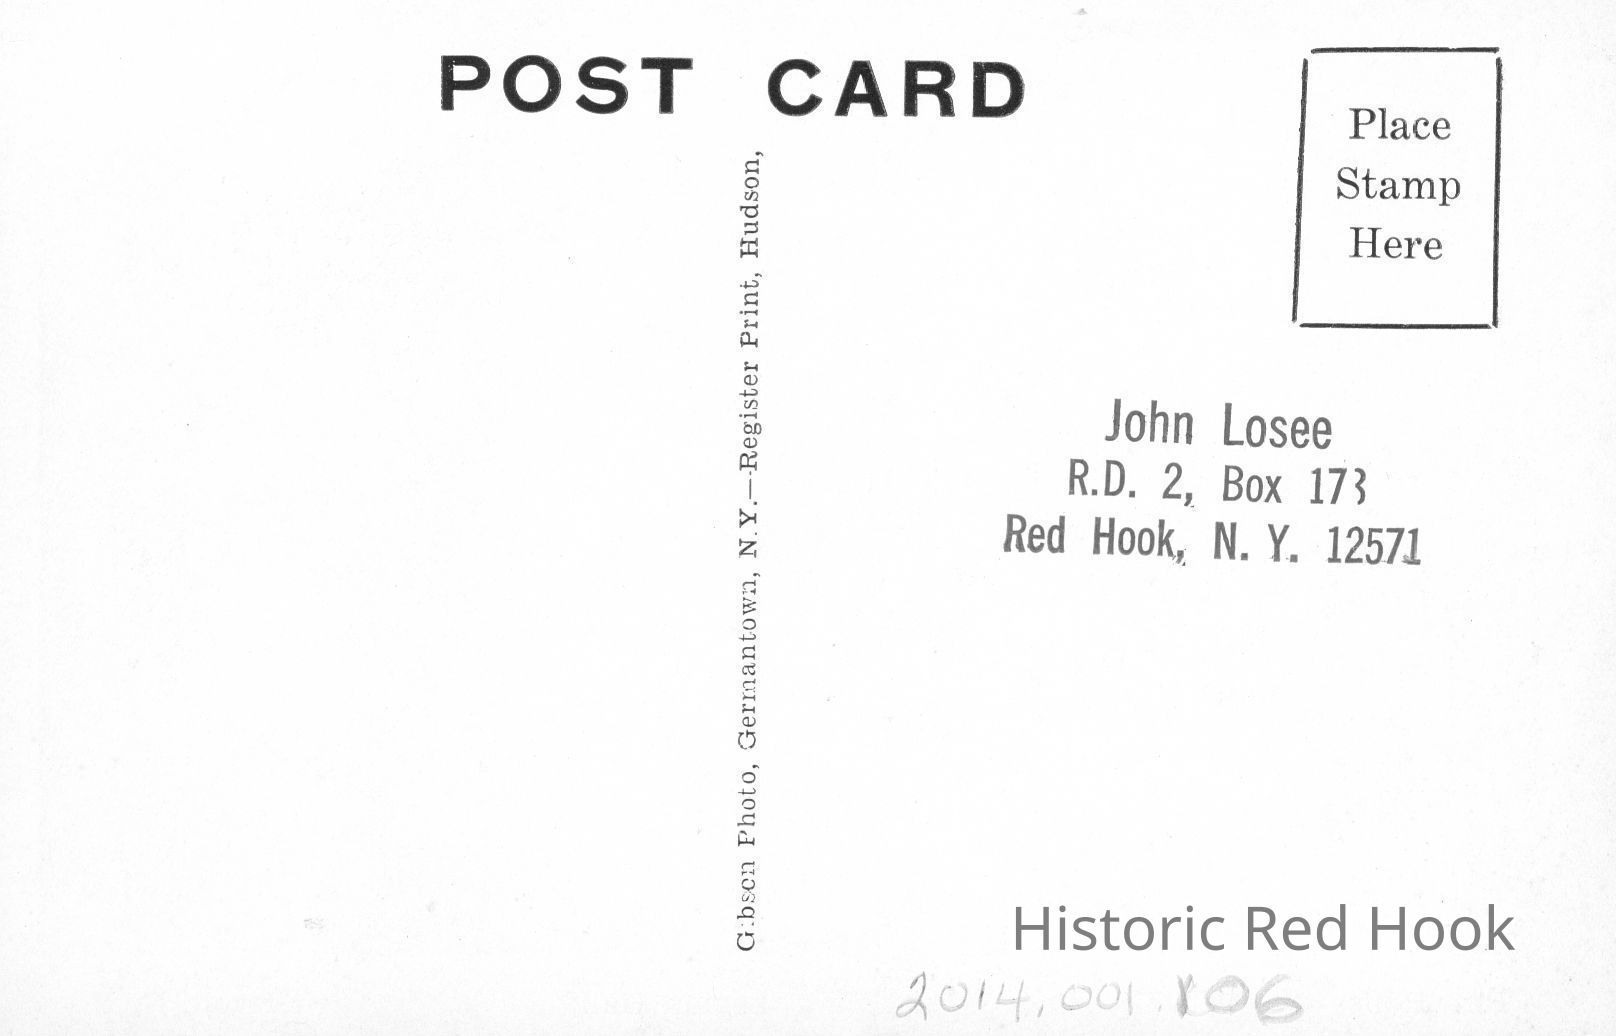 POST CARD
Place
Stamp
Here
Gibson Photo, Germantown, N.Y.—Register Print, Hudson,
John Losee
R.D. 2, Box 173
Red Hook, N. Y. 12571
Historic Red Hook
2014.001.106